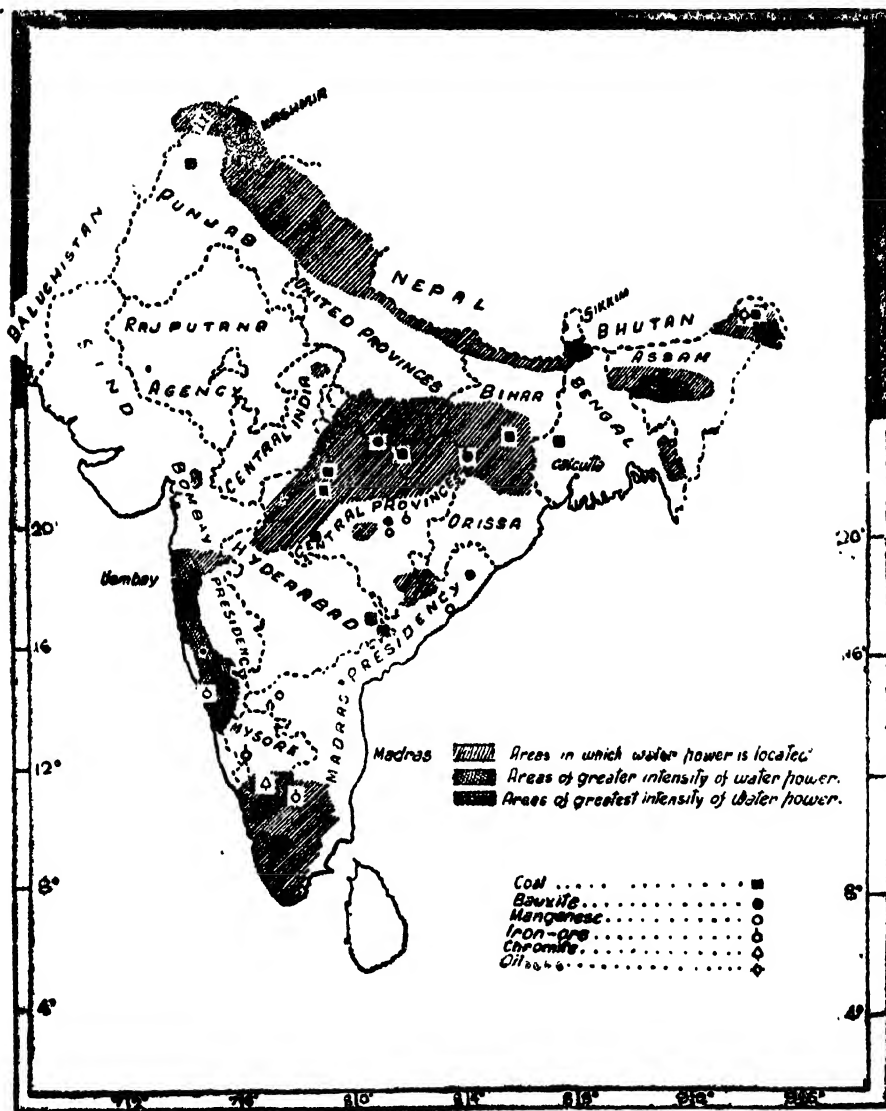 KASHMIR
PUNJAB
BALUCHISTAN
NEPAL
SIKKIM
BHUTAN
UNITED PROVINCES
RAJPUTANA
ASSAM
SIND
AGENCY
BIHAR
BENGAL
CENTRAL INDIA
Calcutta
BOMBAY
CENTRAL PROVINCES
ORISSA
20°
20°
HYDERABAD
Bombay
PRESIDENCY
MADRAS PRESIDENCY
16°
16°
MYSORE
Madras
Areas in which water power is located
Areas of greater intensity of water power.
Areas of greatest intensity of water power.
12°
8°
8°
Coal
Bauxite
Manganese
Iron-ore
Chromite
Oil
4°
4°